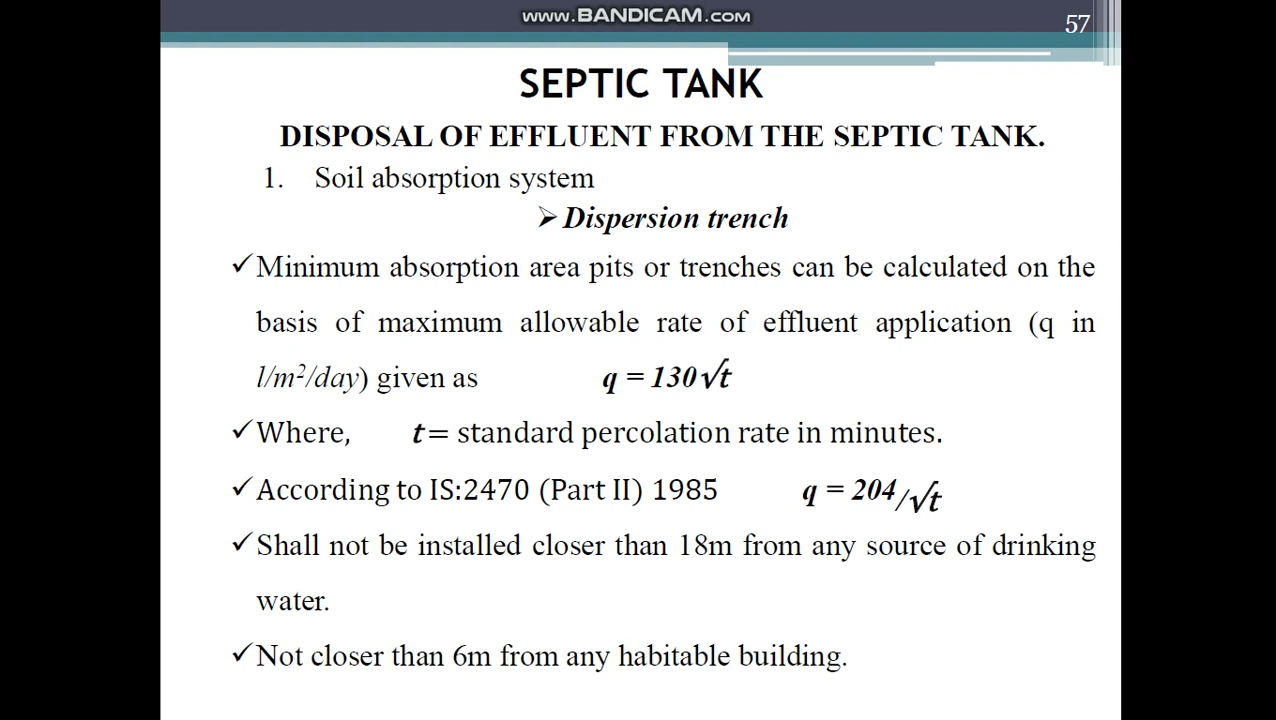 www.BANDICAM.com
57
SEPTIC TANK
DISPOSAL OF EFFLUENT FROM THE SEPTIC TANK.
1. Soil absorption system
➢ Dispersion trench
✓ Minimum absorption area pits or trenches can be calculated on the
basis of maximum allowable rate of effluent application (q in
l/m²/day) given as q = 130√t
✓ Where, t = standard percolation rate in minutes.
✓ According to IS:2470 (Part II) 1985 q = 204/√t
✓ Shall not be installed closer than 18m from any source of drinking
water.
✓ Not closer than 6m from any habitable building.